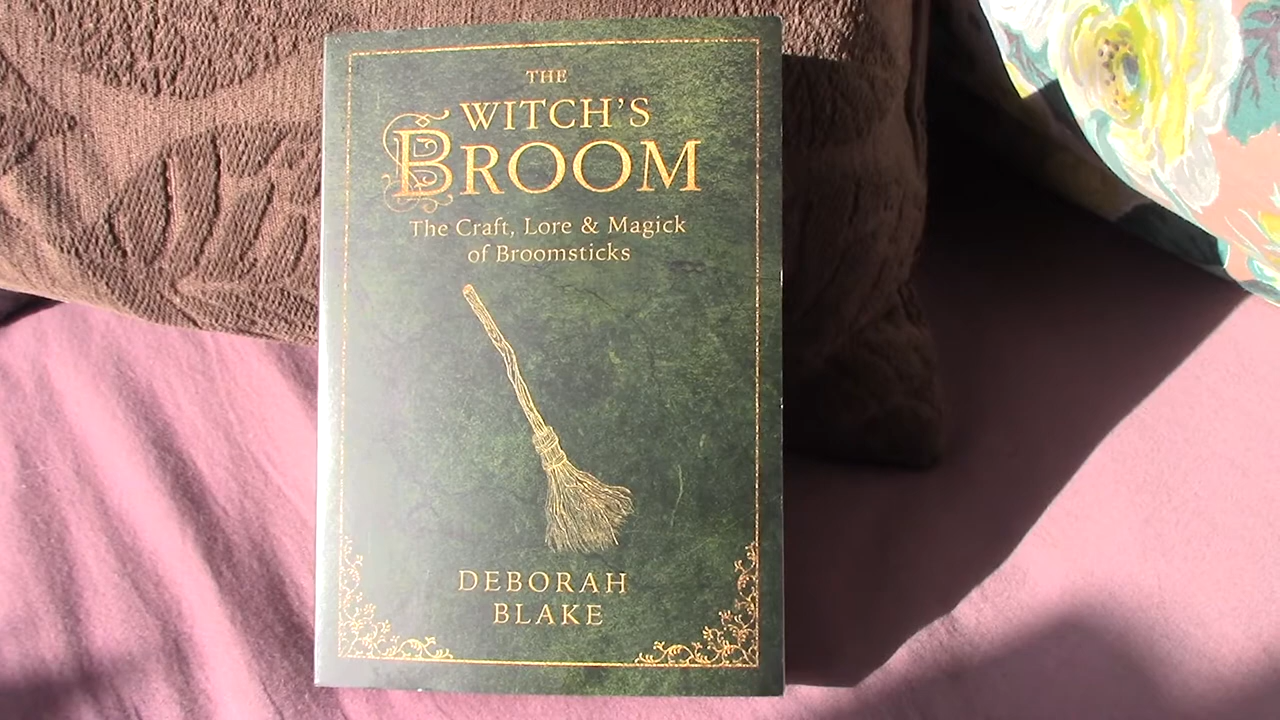 THE
WITCH'S
BROOM
The Craft, Lore & Magick
of Broomsticks
DEBORAH
BLAKE